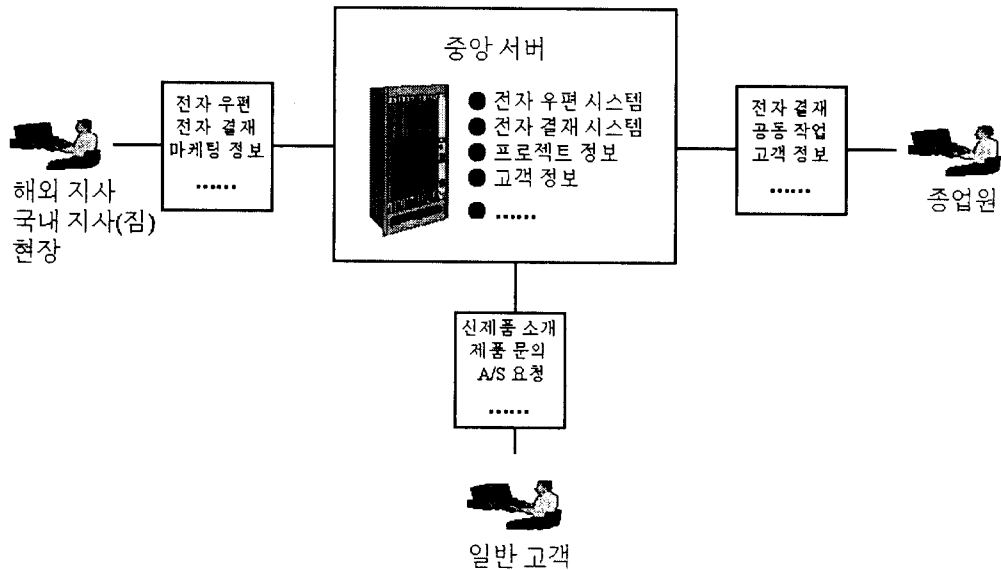 중앙 서버
● 전자 우편 시스템
● 전자 결재 시스템
● 프로젝트 정보
● 고객 정보
● ......
전자 우편
전자 결재
마케팅 정보
......
해외 지사
국내 지사(짐)
현장
전자 결재
공동 작업
고객 정보
......
종업원
신제품 소개
제품 문의
A/S 요청
......
일반 고객